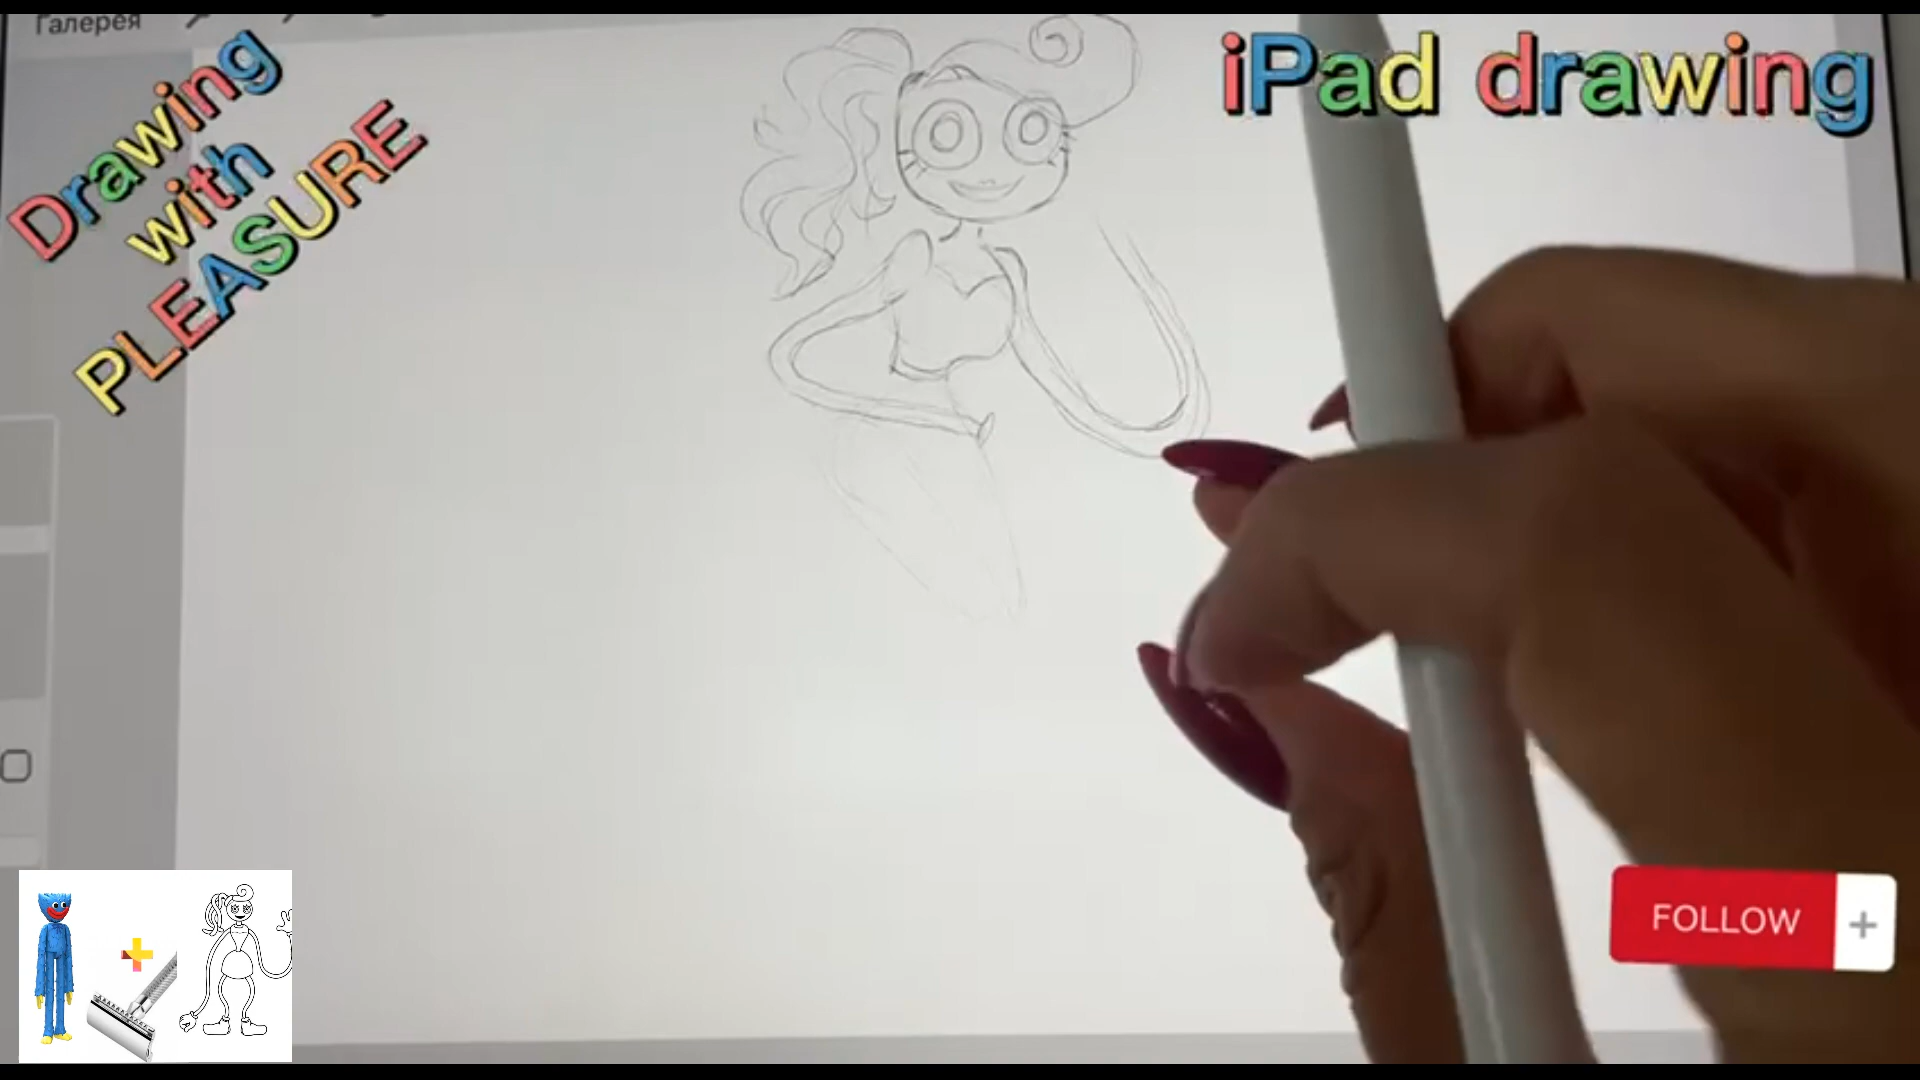 Галерея
Drawing
with
PLEASURE
iPad drawing
FOLLOW +